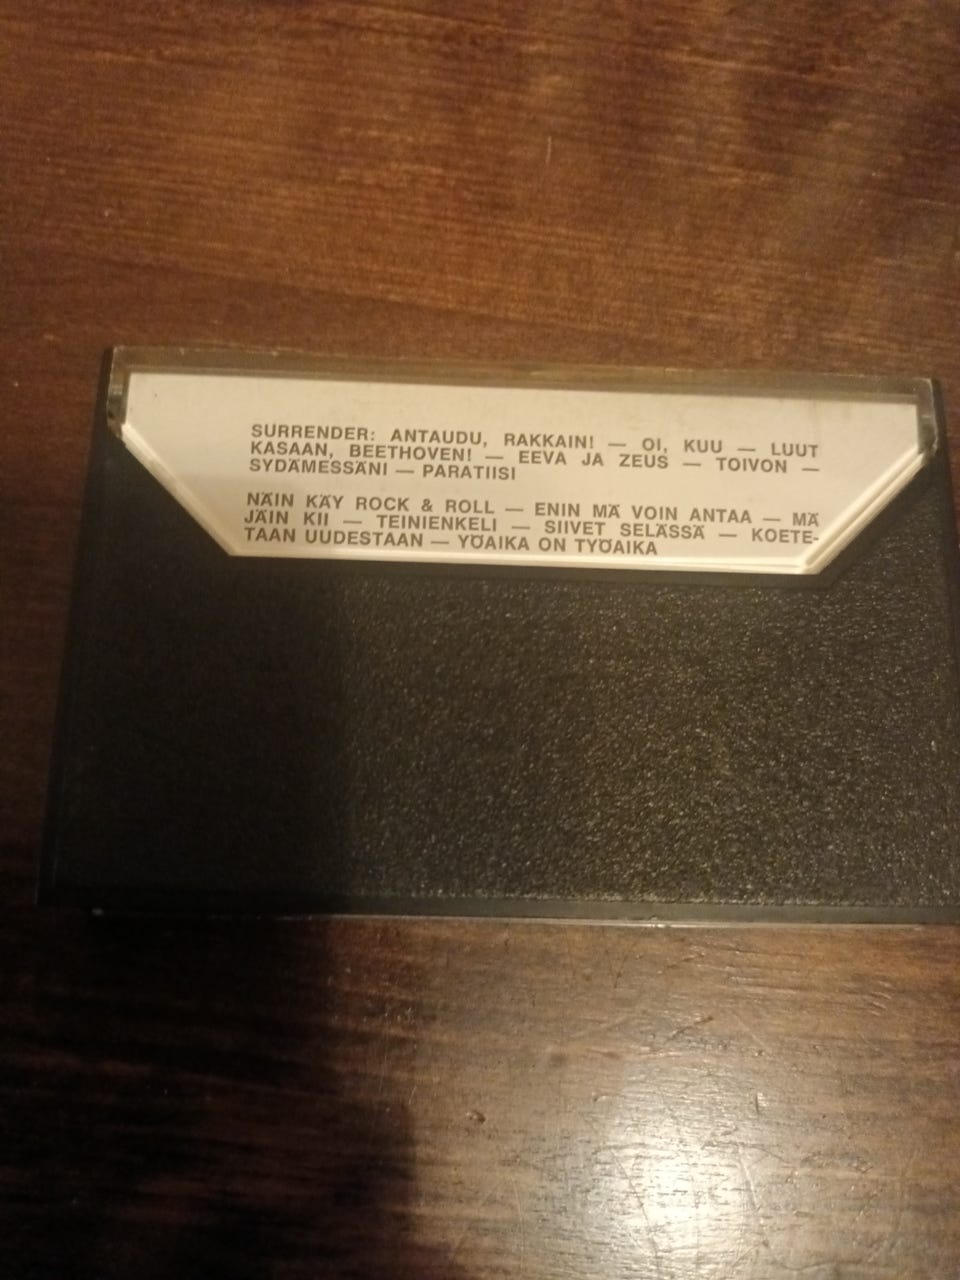 SURRENDER: ANTAUDU, RAKKAIN! — OI, KUU — LUUT
KASAAN, BEETHOVEN! — EEVA JA ZEUS — TOIVON —
SYDÄMESSÄNI — PARATIISI
NÄIN KÄY ROCK & ROLL — ENIN MÄ VOIN ANTAA — MÄ
JÄIN KII — TEINIENKELI — SIIVET SELÄSSÄ — KOETE-
TAAN UUDESTAAN — YÖAIKA ON TYÖAIKA